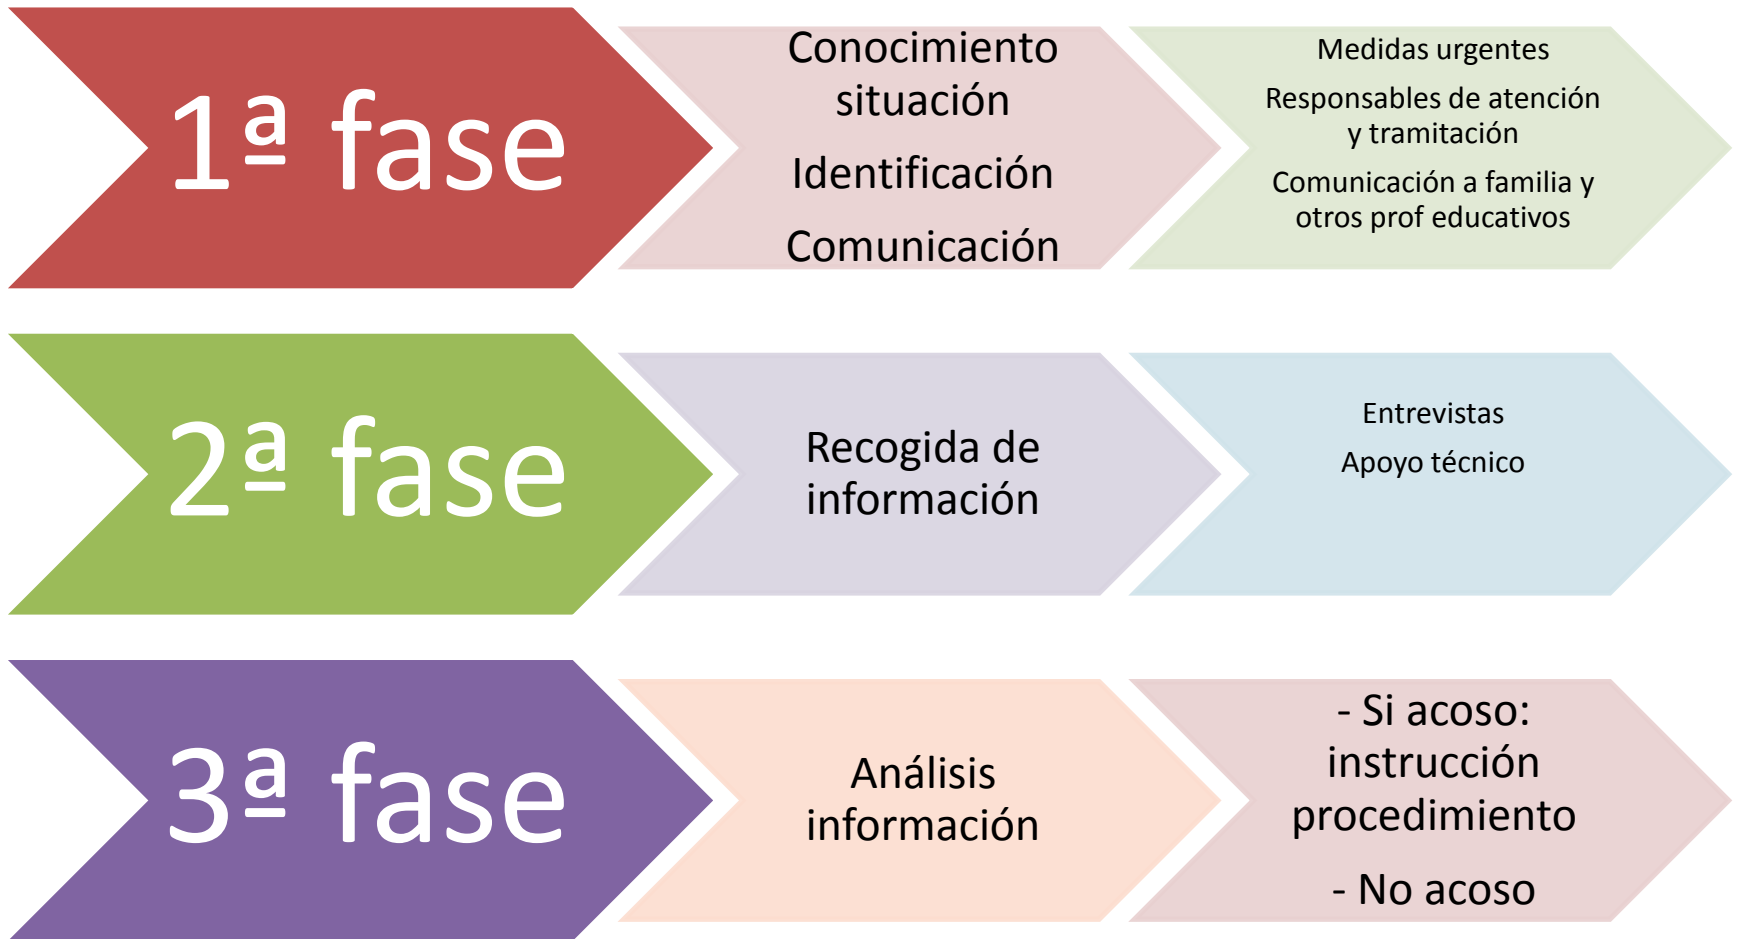 1ª fase
Conocimiento
situación
Identificación
Comunicación
Medidas urgentes
Responsables de atención
y tramitación
Comunicación a familia y
otros prof educativos
2ª fase
Recogida de
información
Entrevistas
Apoyo técnico
3ª fase
Análisis
información
- Si acoso:
instrucción
procedimiento
- No acoso